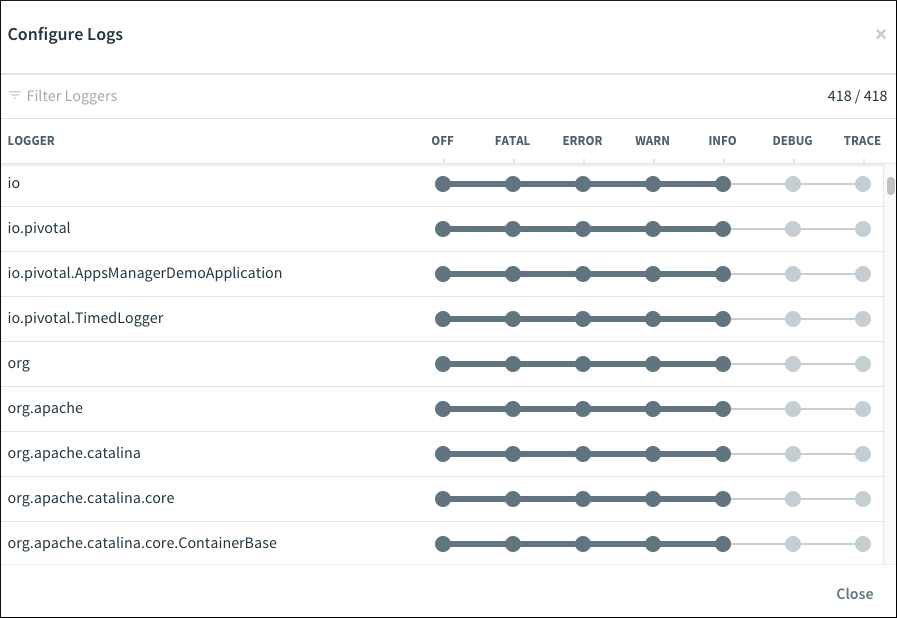 Configure Logs ×
Filter Loggers 418 / 418
LOGGER OFF FATAL ERROR WARN INFO DEBUG TRACE
io
io.pivotal
io.pivotal.AppsManagerDemoApplication
io.pivotal.TimedLogger
org
org.apache
org.apache.catalina
org.apache.catalina.core
org.apache.catalina.core.ContainerBase
Close